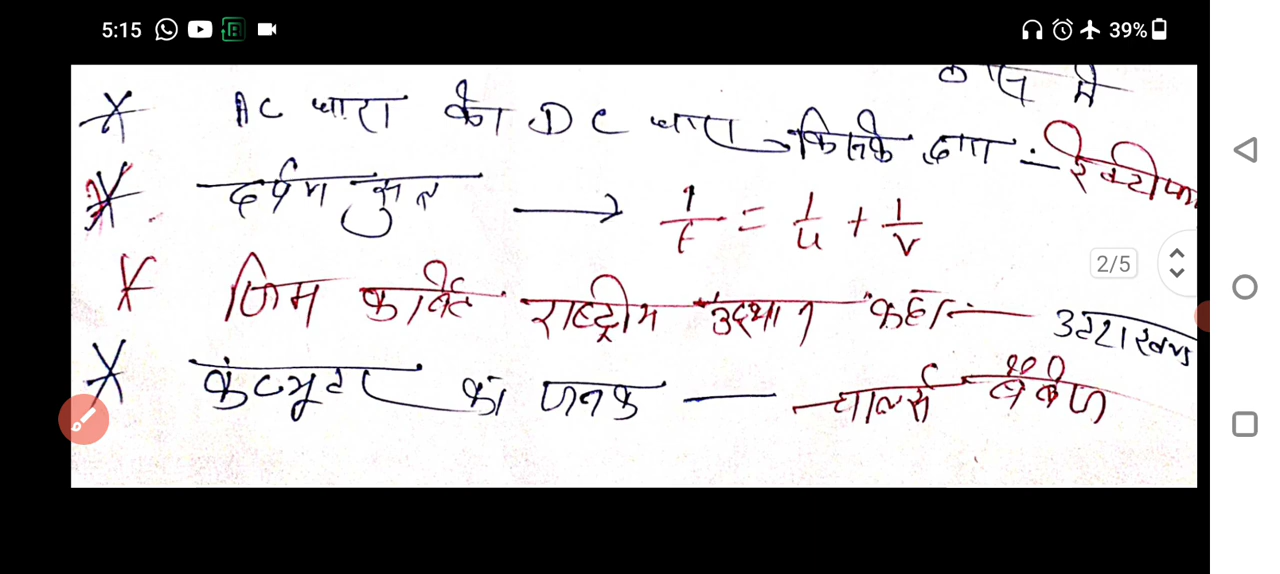 5:15 39%
में
* AC धारा को DC धारा किसके द्वारा :- रेक्टीफा
* दर्पण सुत्र → 1/f = 1/u + 1/v
2/5
* जिम कार्बेट राष्ट्रीय उद्यान कहाँ — उत्तराखण्ड
* कंप्यूटर का जनक — चार्ल्स बेबेज